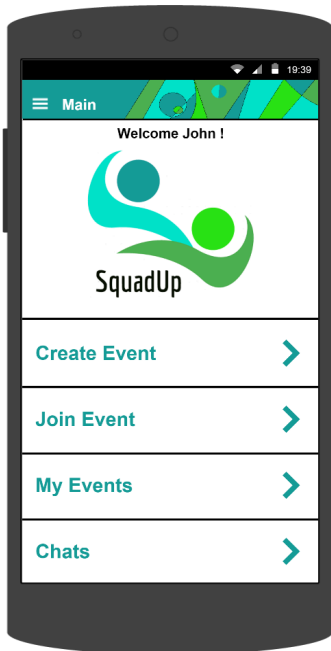 19:39
Main
Welcome John !
SquadUp
Create Event
Join Event
My Events
Chats